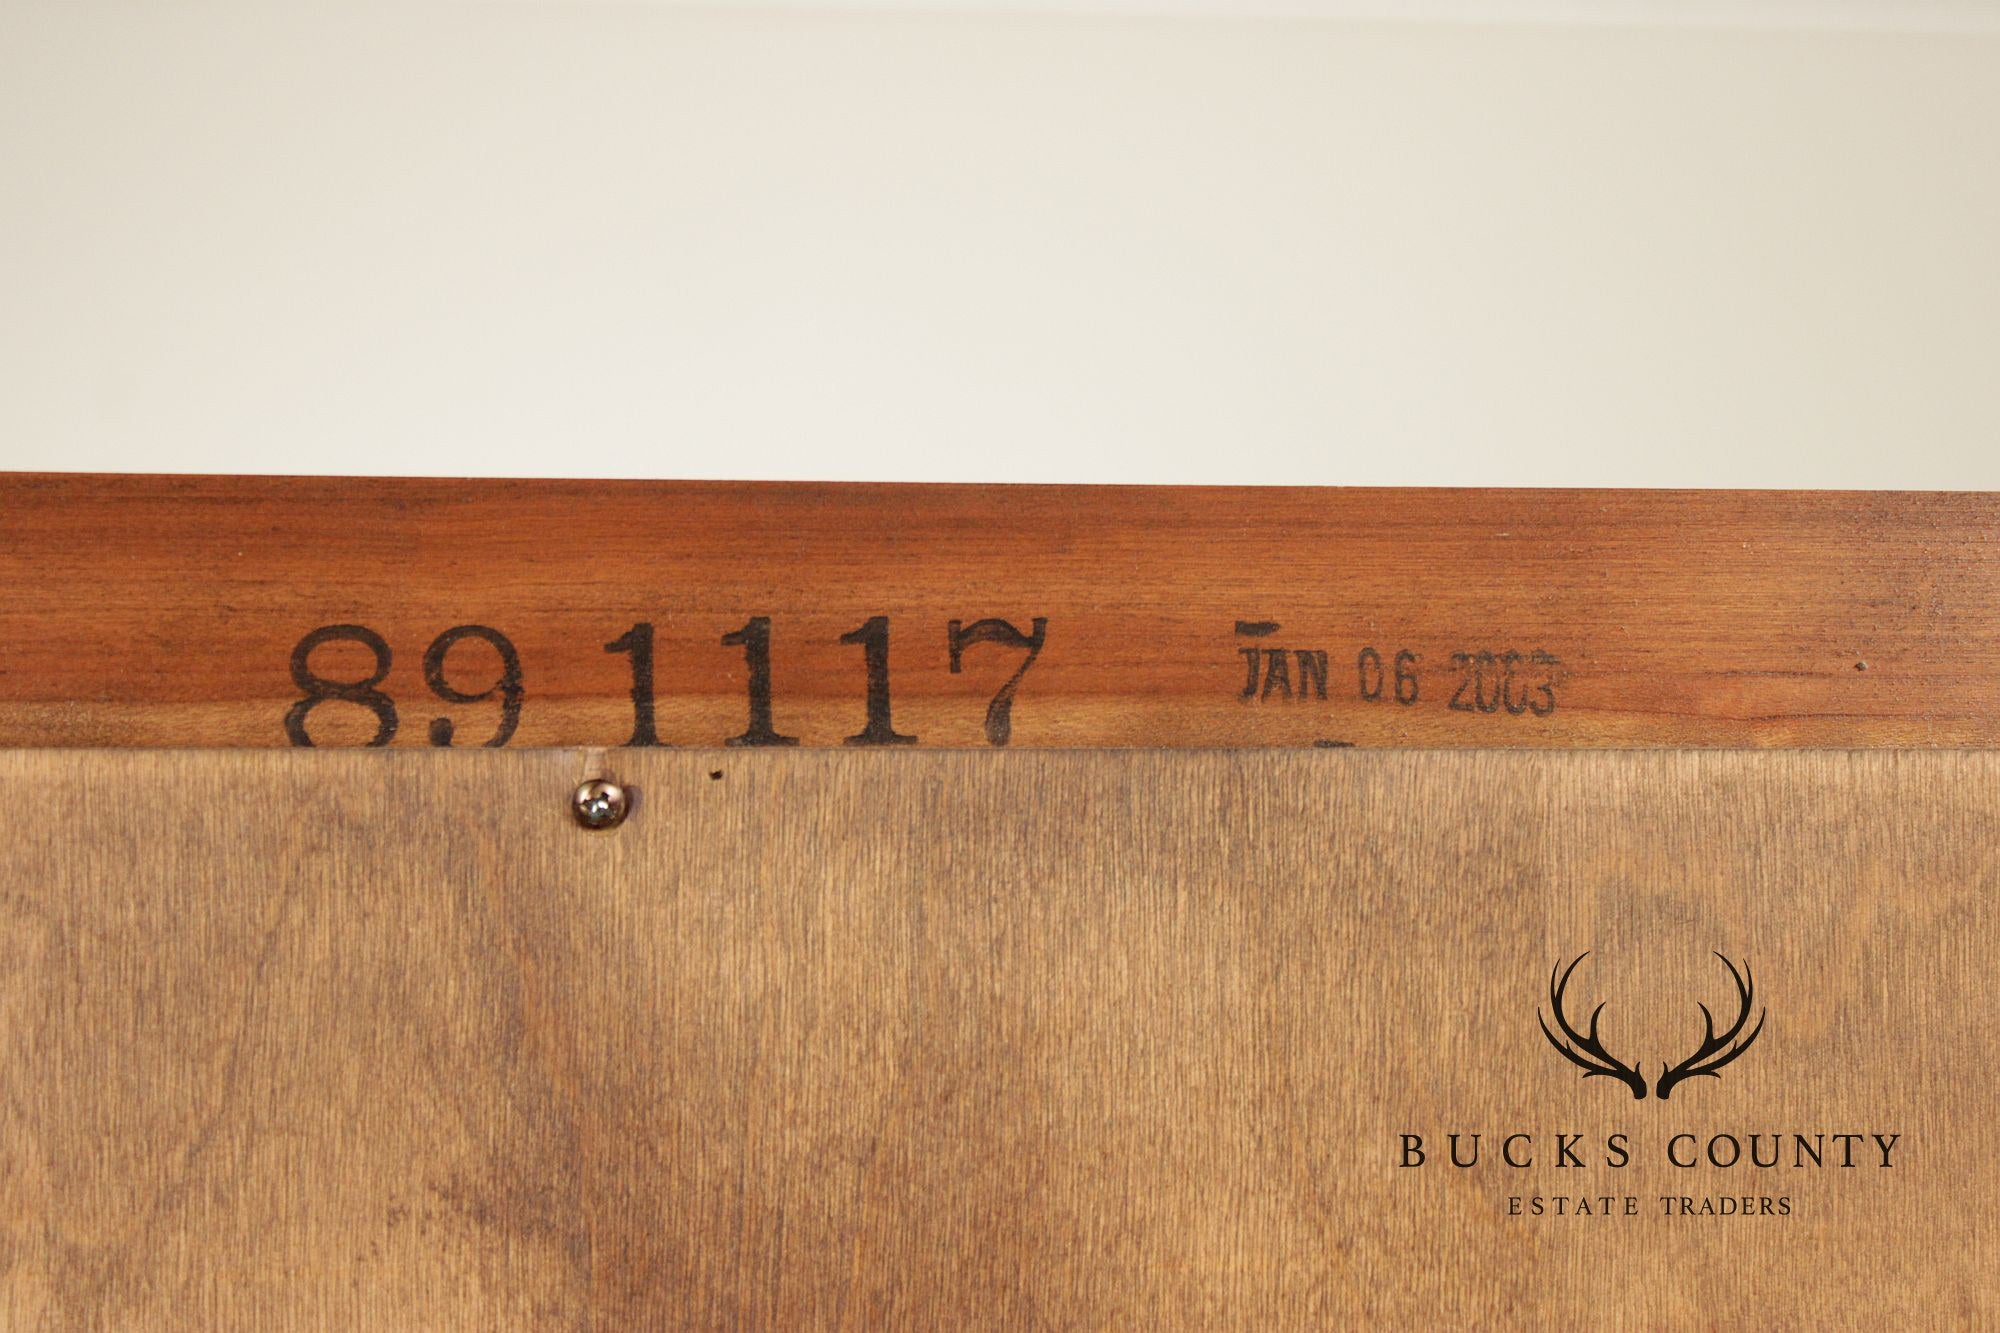 89 1117 JAN 06 2003
BUCKS COUNTY
ESTATE TRADERS